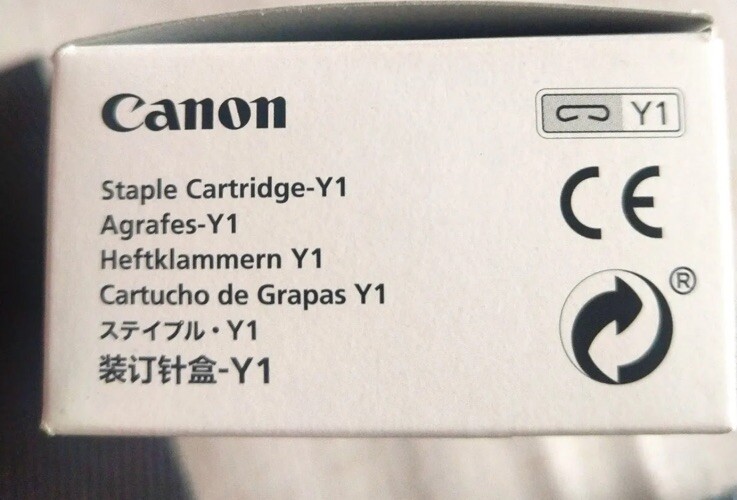 Canon
Y1
Staple Cartridge-Y1
Agrafes-Y1
Heftklammern Y1
Cartucho de Grapas Y1
ステイプル・Y1
装订针盒-Y1
CE
®